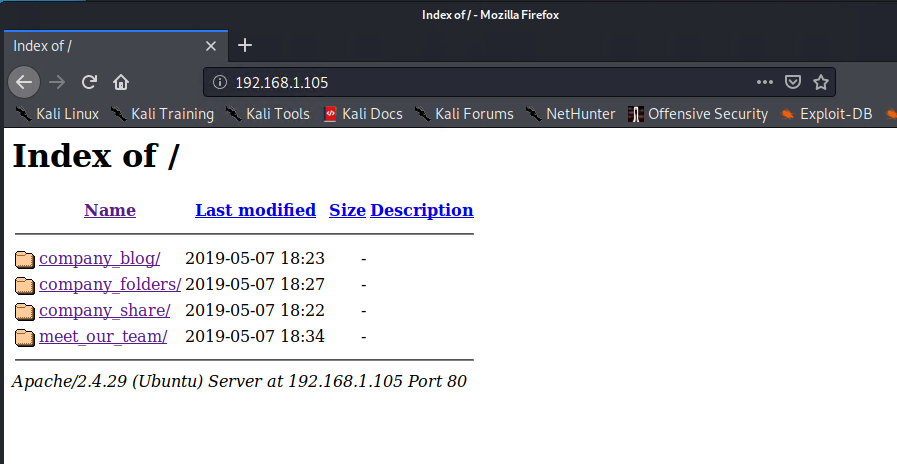 Index of / - Mozilla Firefox
Index of /
192.168.1.105
Kali Linux Kali Training Kali Tools Kali Docs Kali Forums NetHunter Offensive Security Exploit-DB
Index of /
Name Last modified Size Description
company_blog/ 2019-05-07 18:23 -
company_folders/ 2019-05-07 18:27 -
company_share/ 2019-05-07 18:22 -
meet_our_team/ 2019-05-07 18:34 -
Apache/2.4.29 (Ubuntu) Server at 192.168.1.105 Port 80